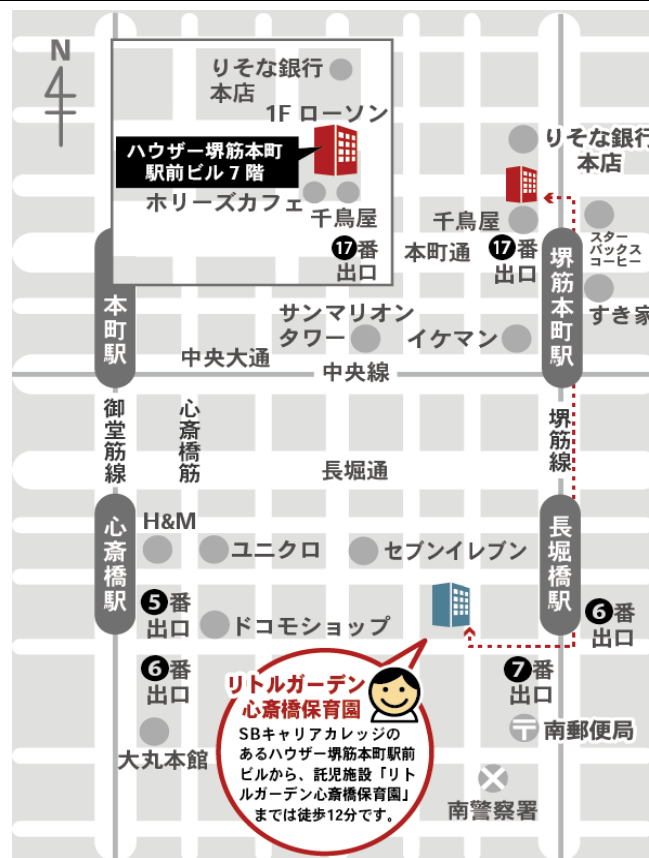 N
りそな銀行
本店
1F ローソン
ハウザー堺筋本町
駅前ビル 7 階
ホリーズカフェ
千鳥屋
17番
出口
りそな銀行
本店
千鳥屋
17番
出口
スター
バックス
コーヒー
本町通
堺筋本町駅
すき家
本町駅
サンマリオン
タワー
イケマン
中央大通
中央線
御堂筋線
心斎橋筋
堺筋線
長堀通
心斎橋駅
H&M
ユニクロ
セブンイレブン
長堀橋駅
5番
出口
ドコモショップ
6番
出口
6番
出口
7番
出口
大丸本館
リトルガーデン
心斎橋保育園
SBキャリアカレッジの
あるハウザー堺筋本町駅前
ビルから、託児施設「リト
ルガーデン心斎橋保育園」
までは徒歩12分です。
〒南郵便局
南警察署